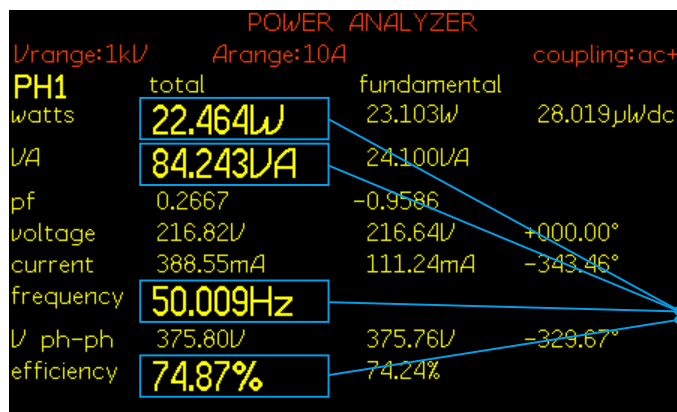 POWER ANALYZER
Vrange:1kV Arange:10A coupling:ac+
PH1 total fundamental
watts 22.464W 23.103W 28.019µWdc
VA 84.243VA 24.100VA
pf 0.2667 -0.9586
voltage 216.82V 216.64V +000.00°
current 388.55mA 111.24mA -343.46°
frequency 50.009Hz
V ph-ph 375.80V 375.76V -329.67°
efficiency 74.87% 74.24%